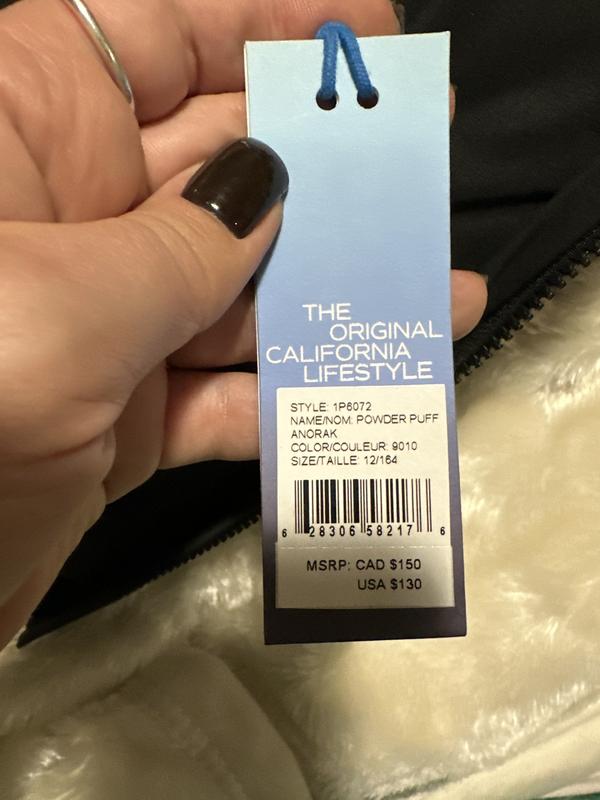 THE
ORIGINAL
CALIFORNIA
LIFESTYLE
STYLE: 1P6072
NAME/NOM: POWDER PUFF
ANORAK
COLOR/COULEUR: 9010
SIZE/TAILLE: 12/164
6 28306 58217 6
MSRP: CAD $150
USA $130